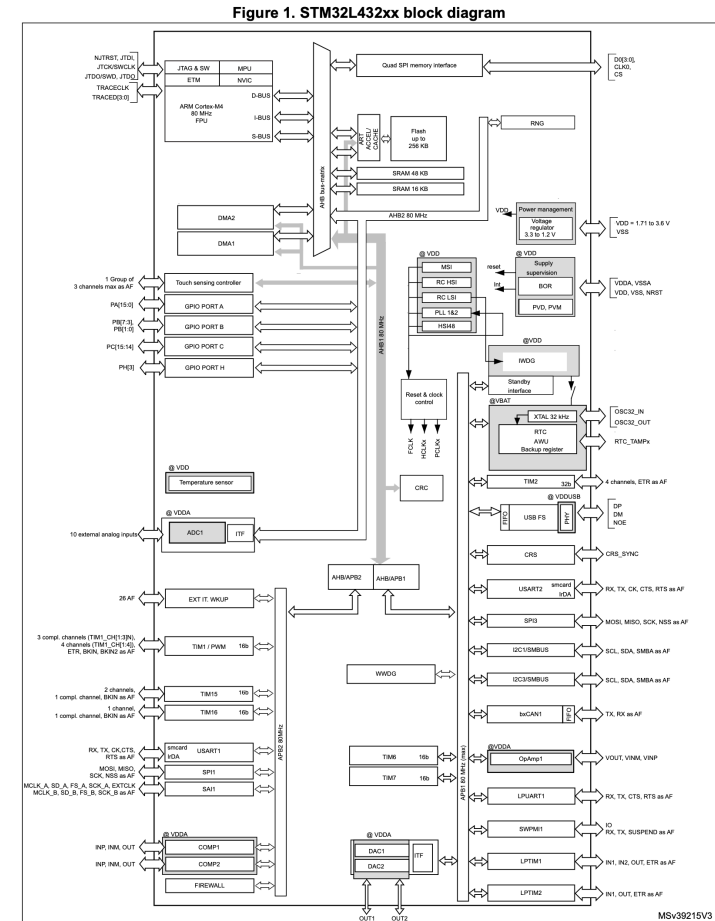 Figure 1. STM32L432xx block diagram
NJTRST, JTDI,
JTCK/SWCLK
JTDO/SWD, JTDO
TRACECLK
TRACED[3:0]
JTAG & SW
MPU
ETM
NVIC
ARM Cortex-M4
80 MHz
FPU
D-BUS
I-BUS
S-BUS
AHB bus-matrix
Quad SPI memory interface
D0[3:0],
CLK0,
CS
ART
ACCEL/
CACHE
Flash
up to
256 KB
RNG
SRAM 48 KB
SRAM 16 KB
AHB2 80 MHz
DMA2
DMA1
VDD
Power management
Voltage
regulator
3.3 to 1.2 V
VDD = 1.71 to 3.6 V
VSS
@ VDD
Supply
supervision
reset
Int
BOR
PVD, PVM
VDDA, VSSA
VDD, VSS, NRST
@ VDD
MSI
RC HSI
RC LSI
PLL 1&2
HSI48
1 Group of
3 channels max as AF
Touch sensing controller
PA[15:0]
GPIO PORT A
PB[7:3],
PB[1:0]
GPIO PORT B
PC[15:14]
GPIO PORT C
PH[3]
GPIO PORT H
AHB1 80 MHz
@VDD
IWDG
Standby
interface
Reset & clock
control
FCLK
HCLKx
PCLKx
@VBAT
XTAL 32 kHz
RTC
AWU
Backup register
OSC32_IN
OSC32_OUT
RTC_TAMPx
@ VDD
Temperature sensor
CRC
TIM2
32b
4 channels, ETR as AF
@ VDDUSB
FIFO
USB FS
PHY
DP
DM
NOE
@ VDDA
10 external analog inputs
ADC1
ITF
CRS
CRS_SYNC
AHB/APB2
AHB/APB1
26 AF
EXT IT. WKUP
USART2
smcard
IrDA
RX, TX, CK, CTS, RTS as AF
SPI3
MOSI, MISO, SCK, NSS as AF
3 compl. channels (TIM1_CH[1:3]N),
4 channels (TIM1_CH[1:4]),
ETR, BKIN, BKIN2 as AF
TIM1 / PWM
16b
I2C1/SMBUS
SCL, SDA, SMBA as AF
WWDG
I2C3/SMBUS
SCL, SDA, SMBA as AF
2 channels,
1 compl. channel, BKIN as AF
TIM15
16b
1 channel,
1 compl. channel, BKIN as AF
TIM16
16b
bxCAN1
FIFO
TX, RX as AF
APB2 80MHz
APB1 80 MHz (max)
RX, TX, CK,CTS,
RTS as AF
smcard
IrDA
USART1
TIM6
16b
TIM7
16b
@VDDA
OpAmp1
VOUT, VINM, VINP
MOSI, MISO,
SCK, NSS as AF
SPI1
MCLK_A, SD_A, FS_A, SCK_A, EXTCLK
MCLK_B, SD_B, FS_B, SCK_B as AF
SAI1
LPUART1
RX, TX, CTS, RTS as AF
SWPMI1
IO
RX, TX, SUSPEND as AF
@ VDDA
INP, INM, OUT
COMP1
INP, INM, OUT
COMP2
FIREWALL
@ VDDA
DAC1
DAC2
ITF
OUT1
OUT2
LPTIM1
IN1, IN2, OUT, ETR as AF
LPTIM2
IN1, OUT, ETR as AF
MSv39215V3